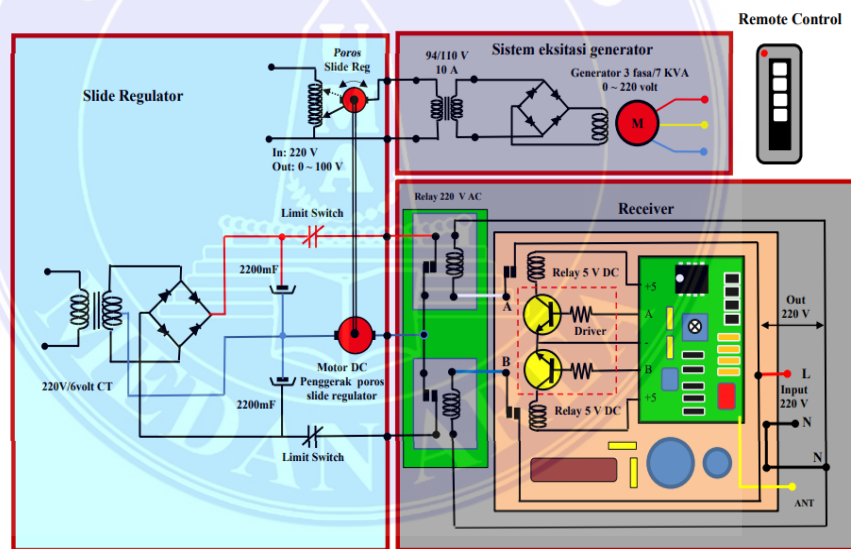 Remote Control
Slide Regulator
Poros
Slide Reg
In: 220 V
Out: 0 ~ 100 V
Limit Switch
2200mF
220V/6volt CT
Motor DC
Penggerak poros
slide regulator
2200mF
Limit Switch
Sistem eksitasi generator
94/110 V
10 A
Generator 3 fasa/7 KVA
0 ~ 220 volt
M
Relay 220 V AC
Receiver
Relay 5 V DC
+5
A
A
Driver
-
B
B
+5
Relay 5 V DC
Out
220 V
L
Input
220 V
N
N
ANT
MEDAN AREA